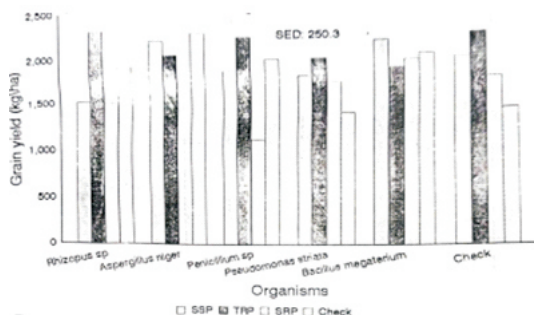 2,500
SED: 250.3
2,000
1,500
1,000
500
0
Grain yield (kg/ha)
Rhizopus sp
Aspergillus niger
Penicillium sp
Pseudomonas striata
Bacillus megaterium
Check
Organisms
SSP TRP SRP Check